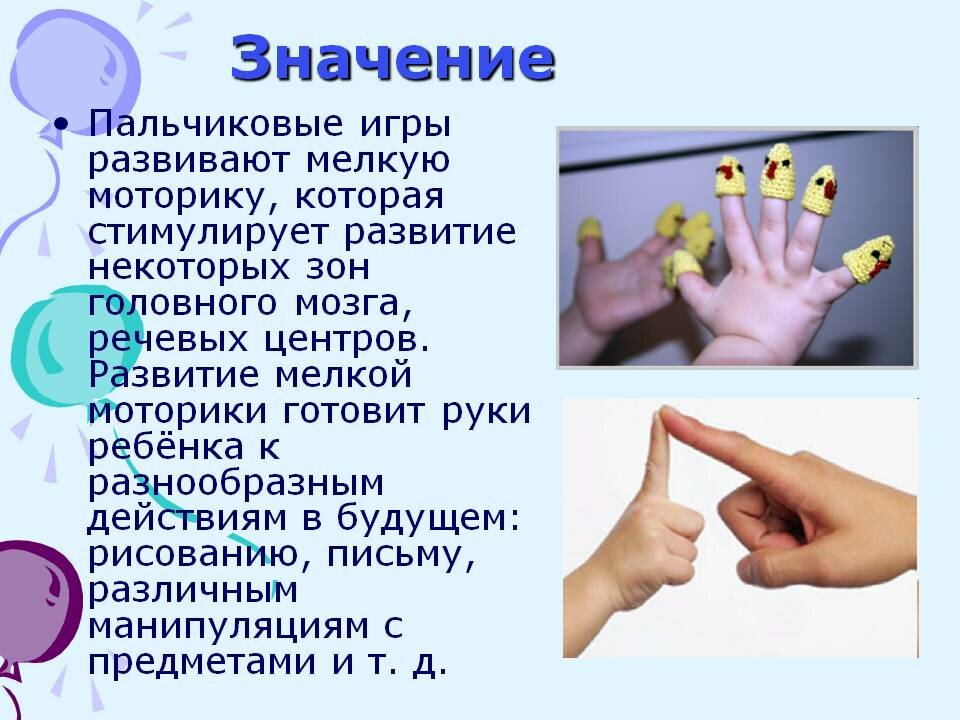 Значение
• Пальчиковые игры
развивают мелкую
моторику, которая
стимулирует развитие
некоторых зон
головного мозга,
речевых центров.
Развитие мелкой
моторики готовит руки
ребёнка к
разнообразным
действиям в будущем:
рисованию, письму,
различным
манипуляциям с
предметами и т. д.